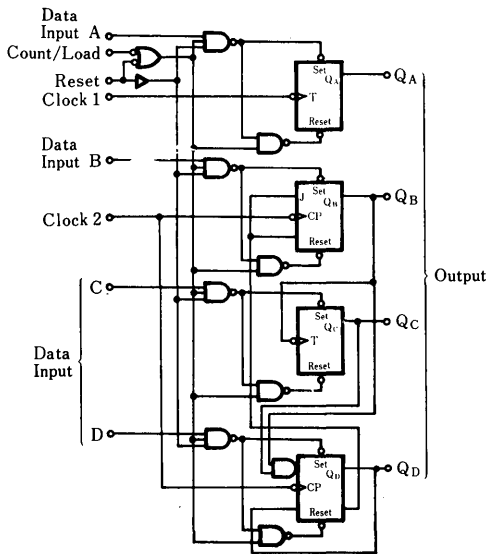 Data
Input A
Count/Load
Reset
Clock 1
Set
QA
T
Reset
QA
Data
Input B
Clock 2
Set
J
QB
CP
Reset
QB
Output
C
Data
Input
D
Set
QC
T
Reset
QC
Set
QD
CP
Reset
QD